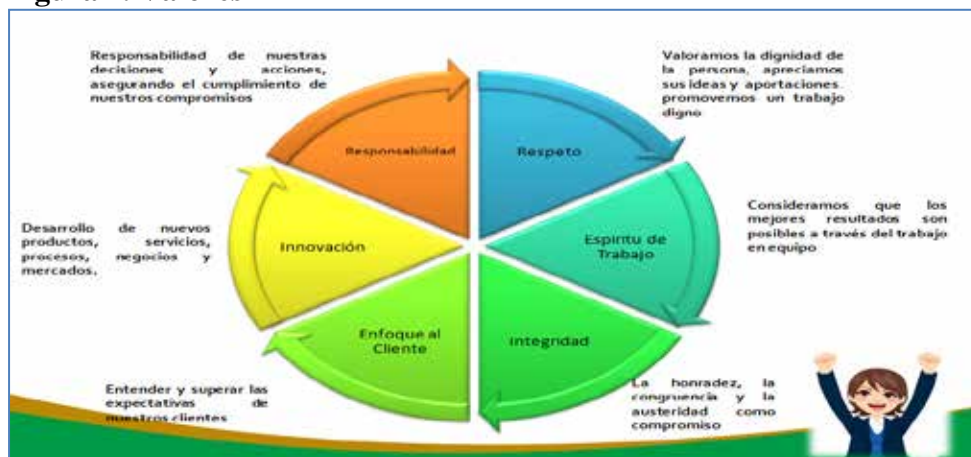 Responsabilidad de nuestras
decisiones y acciones,
asegurando el cumplimiento de
nuestros compromisos
Valoramos la dignidad de
la persona, apreciamos
sus ideas y aportaciones
promovemos un trabajo
digno
Responsabilidad
Respeto
Desarrollo de nuevos
productos, servicios,
procesos, negocios y
mercados.
Innovación
Espiritu de
Trabajo
Consideramos que los
mejores resultados son
posibles a través del trabajo
en equipo
Enfoque al
Cliente
Integridad
Entender y superar las
expectativas de
nuestros clientes
La honradez, la
congruencia y la
austeridad como
compromiso